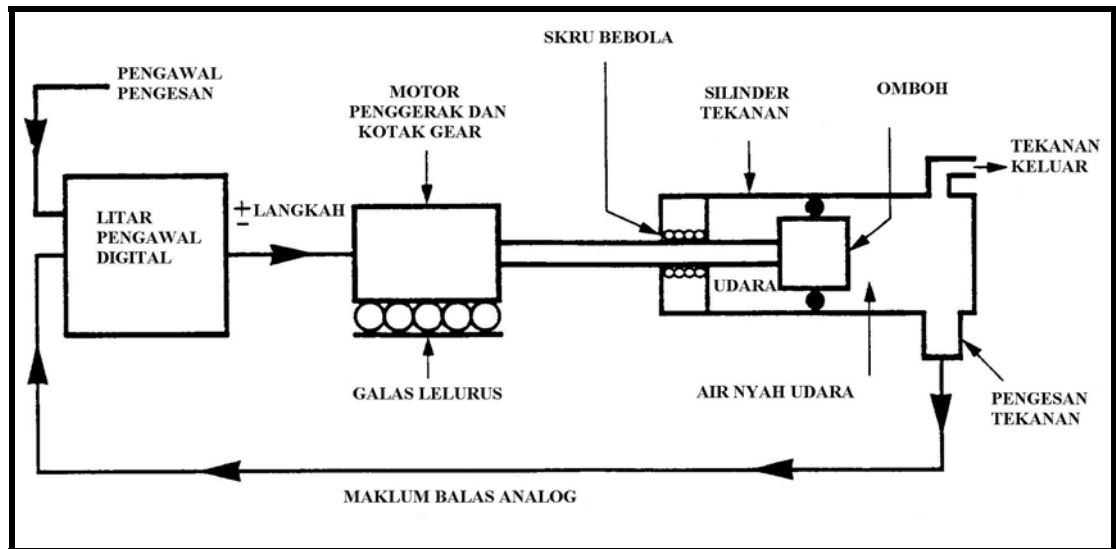 SKRU BEBOLA
PENGAWAL
PENGESAN
MOTOR
PENGGERAK DAN
KOTAK GEAR
SILINDER
TEKANAN
OMBOH
TEKANAN
KELUAR
LITAR
PENGAWAL
DIGITAL
± LANGKAH
UDARA
GALAS LELURUS
AIR NYAH UDARA
PENGESAN
TEKANAN
MAKLUM BALAS ANALOG